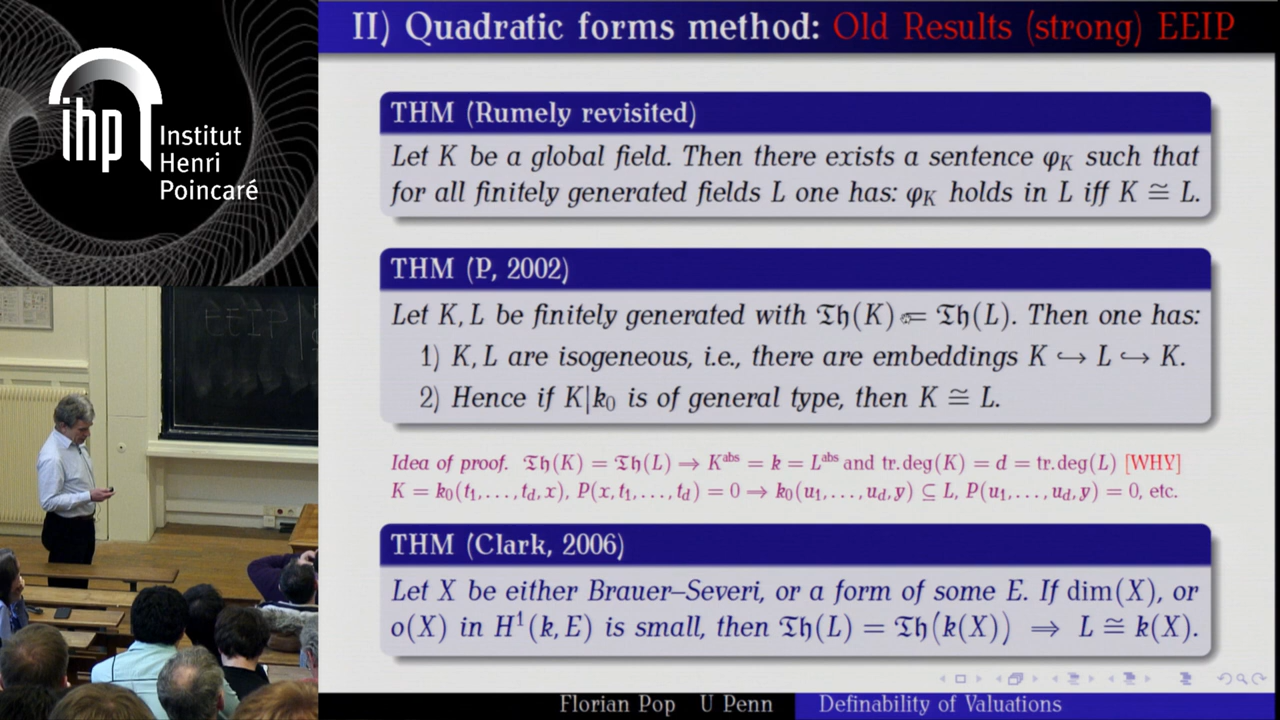 ihp
Institut
Henri
Poincaré
EEIP
II) Quadratic forms method: Old Results (strong) EEIP
THM (Rumely revisited)
Let K be a global field. Then there exists a sentence φ_K such that
for all finitely generated fields L one has: φ_K holds in L iff K ≅ L.
THM (P, 2002)
Let K, L be finitely generated with 𝔗𝔥(K) = 𝔗𝔥(L). Then one has:
1) K, L are isogeneous, i.e., there are embeddings K ↪ L ↪ K.
2) Hence if K|k₀ is of general type, then K ≅ L.
Idea of proof. 𝔗𝔥(K) = 𝔗𝔥(L) → K^abs = k = L^abs and tr.deg(K) = d = tr.deg(L) [WHY]
K = k₀(t₁,...,t_d,x), P(x,t₁,...,t_d) = 0 → k₀(u₁,...,u_d,y) ⊆ L, P(u₁,...,u_d,y) = 0, etc.
THM (Clark, 2006)
Let X be either Brauer–Severi, or a form of some E. If dim(X), or
o(X) in H¹(k, E) is small, then 𝔗𝔥(L) = 𝔗𝔥(k(X)) ⟹ L ≅ k(X).
Florian Pop U Penn Definability of Valuations